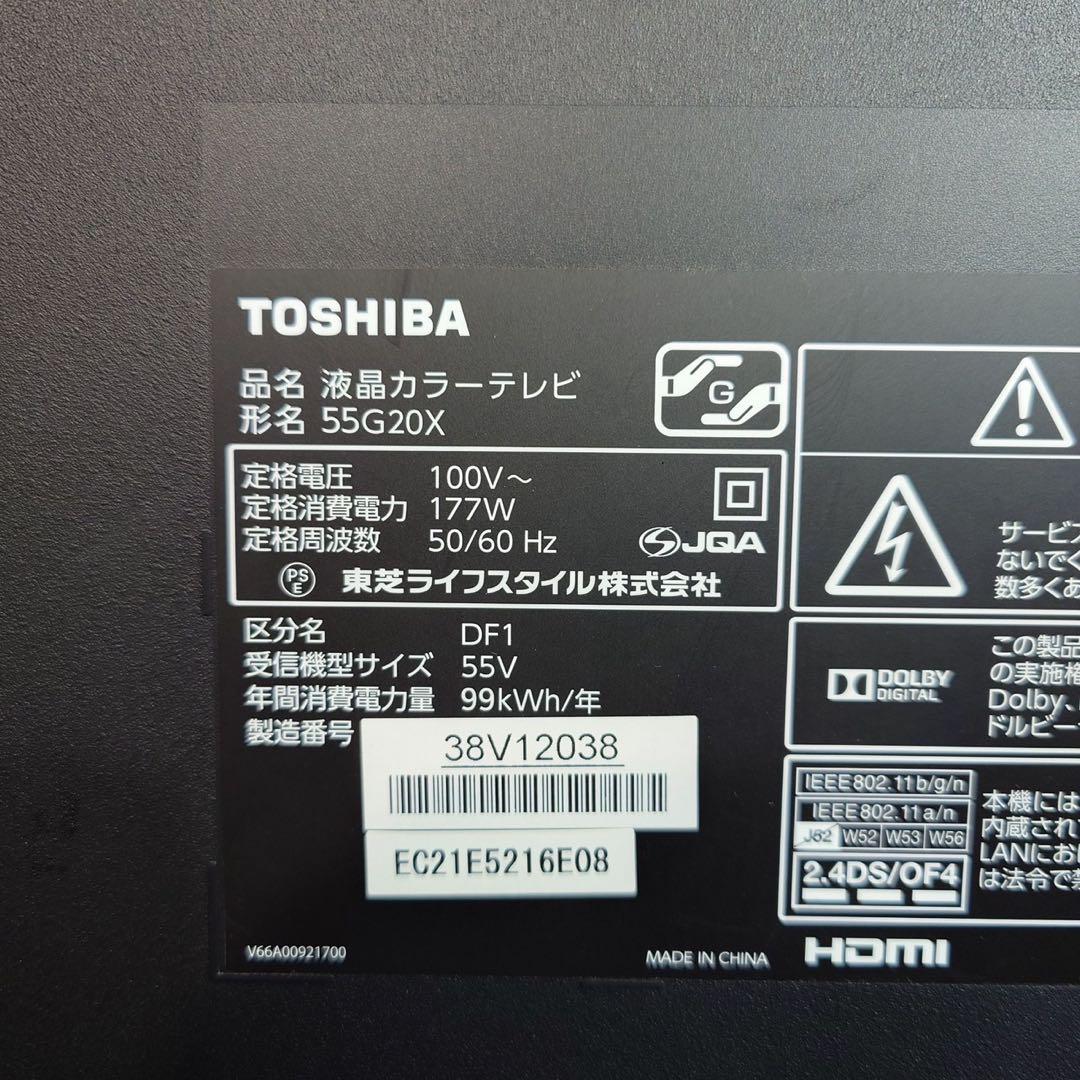 TOSHIBA
品名 液晶カラーテレビ
形名 55G20X
G
定格電圧 100V～
定格消費電力 177W
定格周波数 50/60 Hz
JQA
PSE 東芝ライフスタイル株式会社
区分名 DF1
受信機型サイズ 55V
年間消費電力量 99kWh/年
製造番号 38V12038
EC21E5216E08
V66A00921700
MADE IN CHINA
サービス
ないでく
数多くあ
DOLBY
DIGITAL
この製品
の実施権
Dolby、
ドルビー
IEEE802.11b/g/n
IEEE802.11a/n
J52 W52 W53 W56
2.4DS/OF4
本機には
内蔵され
LANにお
は法令で禁
HDMI